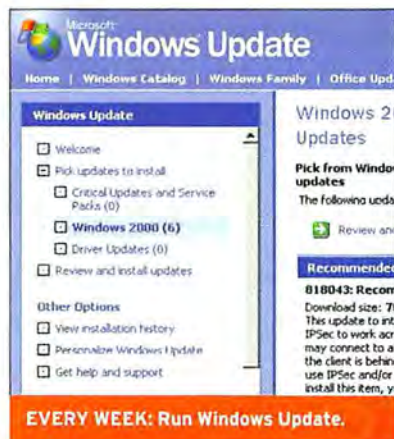 Microsoft
Windows Update
Home | Windows Catalog | Windows Family | Office Upd
Windows Update
Welcome
Pick updates to install
Critical Updates and Service
Packs (0)
Windows 2000 (6)
Driver Updates (0)
Review and install updates
Other Options
View installation history
Personalize Windows Update
Get help and support
Windows 2
Updates
Pick from Windo
updates
The following upda
Review an
Recommended
818043: Recom
Download size: 7
This update to int
IPSec to work acr
may connect to a
the client is behin
use IPSec and/or
install this item, y
EVERY WEEK: Run Windows Update.